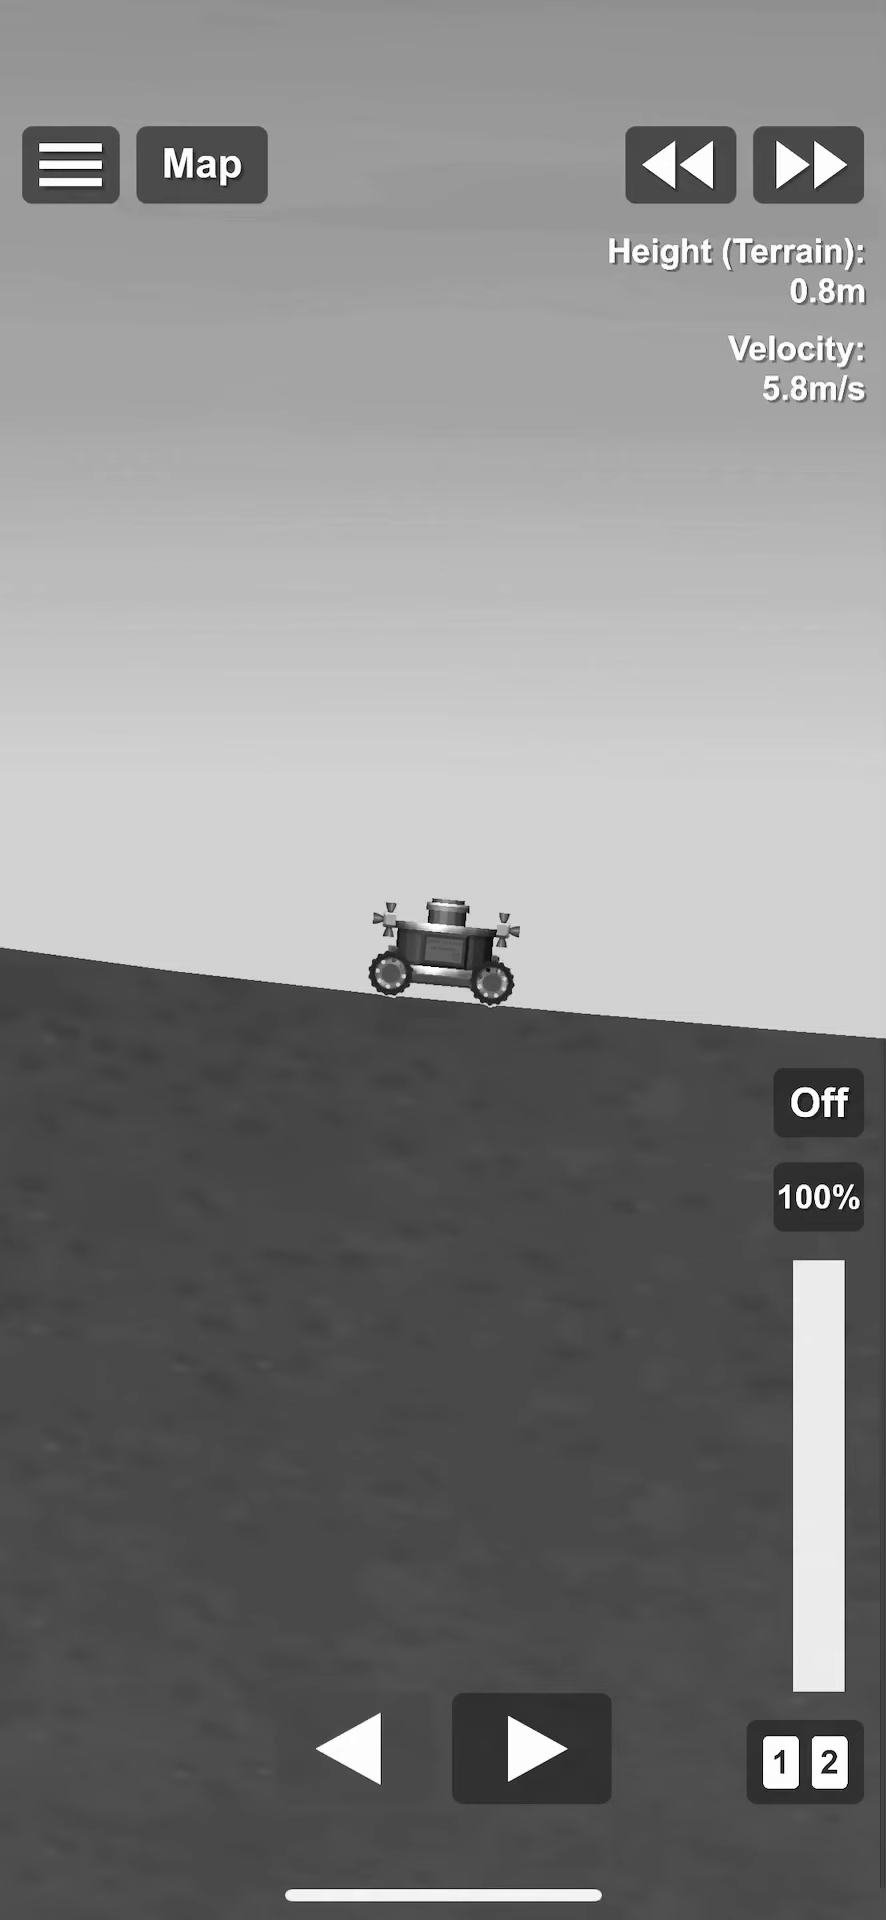 Map
Height (Terrain):
0.8m
Velocity:
5.8m/s
Off
100%
1 2